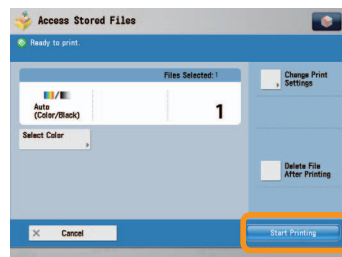 Access Stored Files
Ready to print.
Files Selected: 1
Auto
(Color/Black)
1
Select Color
Change Print
Settings
Delete File
After Printing
Cancel
Start Printing